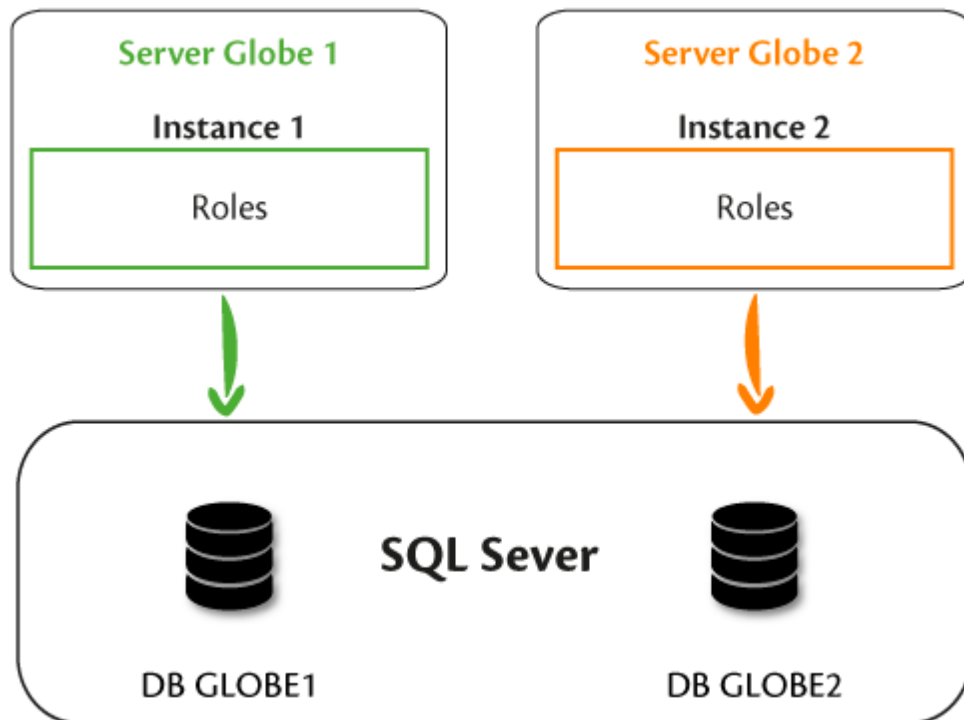 Server Globe 1
Instance 1
Roles
Server Globe 2
Instance 2
Roles
SQL Sever
DB GLOBE1
DB GLOBE2